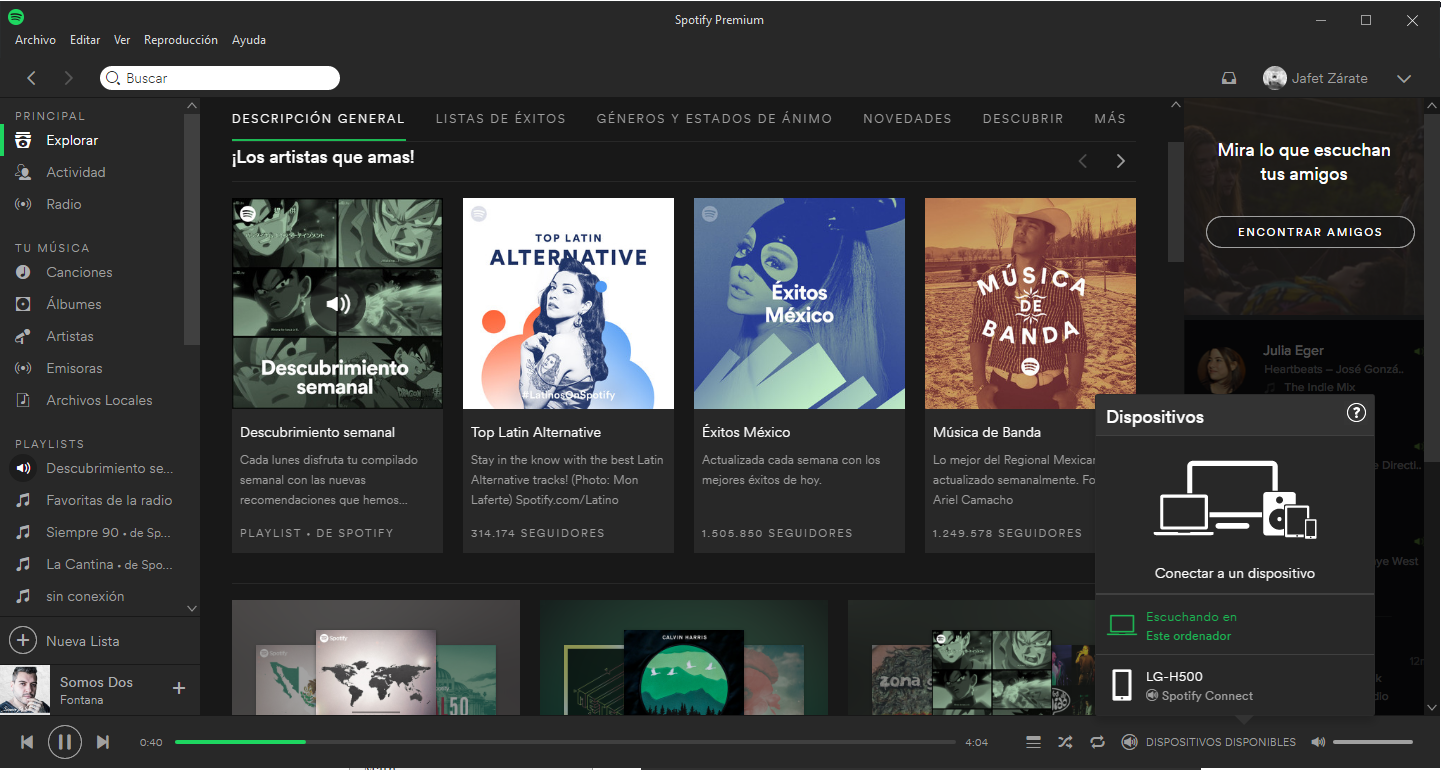 Spotify Premium
Archivo Editar Ver Reproducción Ayuda
Buscar
Jafet Zárate
PRINCIPAL
Explorar
Actividad
Radio
TU MÚSICA
Canciones
Álbumes
Artistas
Emisoras
Archivos Locales
PLAYLISTS
Descubrimiento se...
Favoritas de la radio
Siempre 90 • de Sp...
La Cantina • de Spo...
sin conexión
Nueva Lista
Somos Dos
Fontana
DESCRIPCIÓN GENERAL LISTAS DE ÉXITOS GÉNEROS Y ESTADOS DE ÁNIMO NOVEDADES DESCUBRIR MÁS
¡Los artistas que amas!
Descubrimiento
semanal
Descubrimiento semanal
Cada lunes disfruta tu compilado
semanal con las nuevas
recomendaciones que hemos...
PLAYLIST • DE SPOTIFY
TOP LATIN
ALTERNATIVE
#LatinosOnSpotify
Top Latin Alternative
Stay in the know with the best Latin
Alternative tracks! (Photo: Mon
Laferte) Spotify.com/Latino
314.174 SEGUIDORES
Éxitos
México
Éxitos México
Actualizada cada semana con los
mejores éxitos de hoy.
1.505.850 SEGUIDORES
MÚSICA
DE
BANDA
Música de Banda
Lo mejor del Regional Mexican
actualizado semanalmente. Fo
Ariel Camacho
1.249.578 SEGUIDORES
Spotify
50
CALVIN HARRIS
zona
Mira lo que escuchan
tus amigos
ENCONTRAR AMIGOS
Julia Eger
Heartbeats – José Gonzá..
The Indie Mix
e Directi..
ye West
Dispositivos
?
Conectar a un dispositivo
Escuchando en
Este ordenador
LG-H500
Spotify Connect
0:40
4:04
DISPOSITIVOS DISPONIBLES